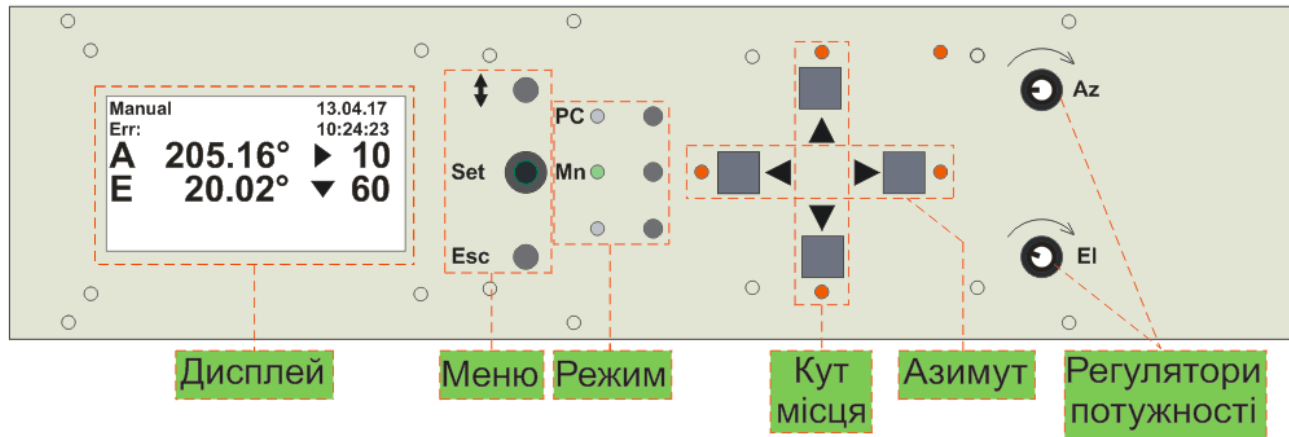 Manual 13.04.17
Err: 10:24:23
A 205.16° ▶ 10
E 20.02° ▼ 60
Set
Esc
PC
Mn
Az
El
Дисплей
Меню
Режим
Кут
місця
Азимут
Регулятори
потужності